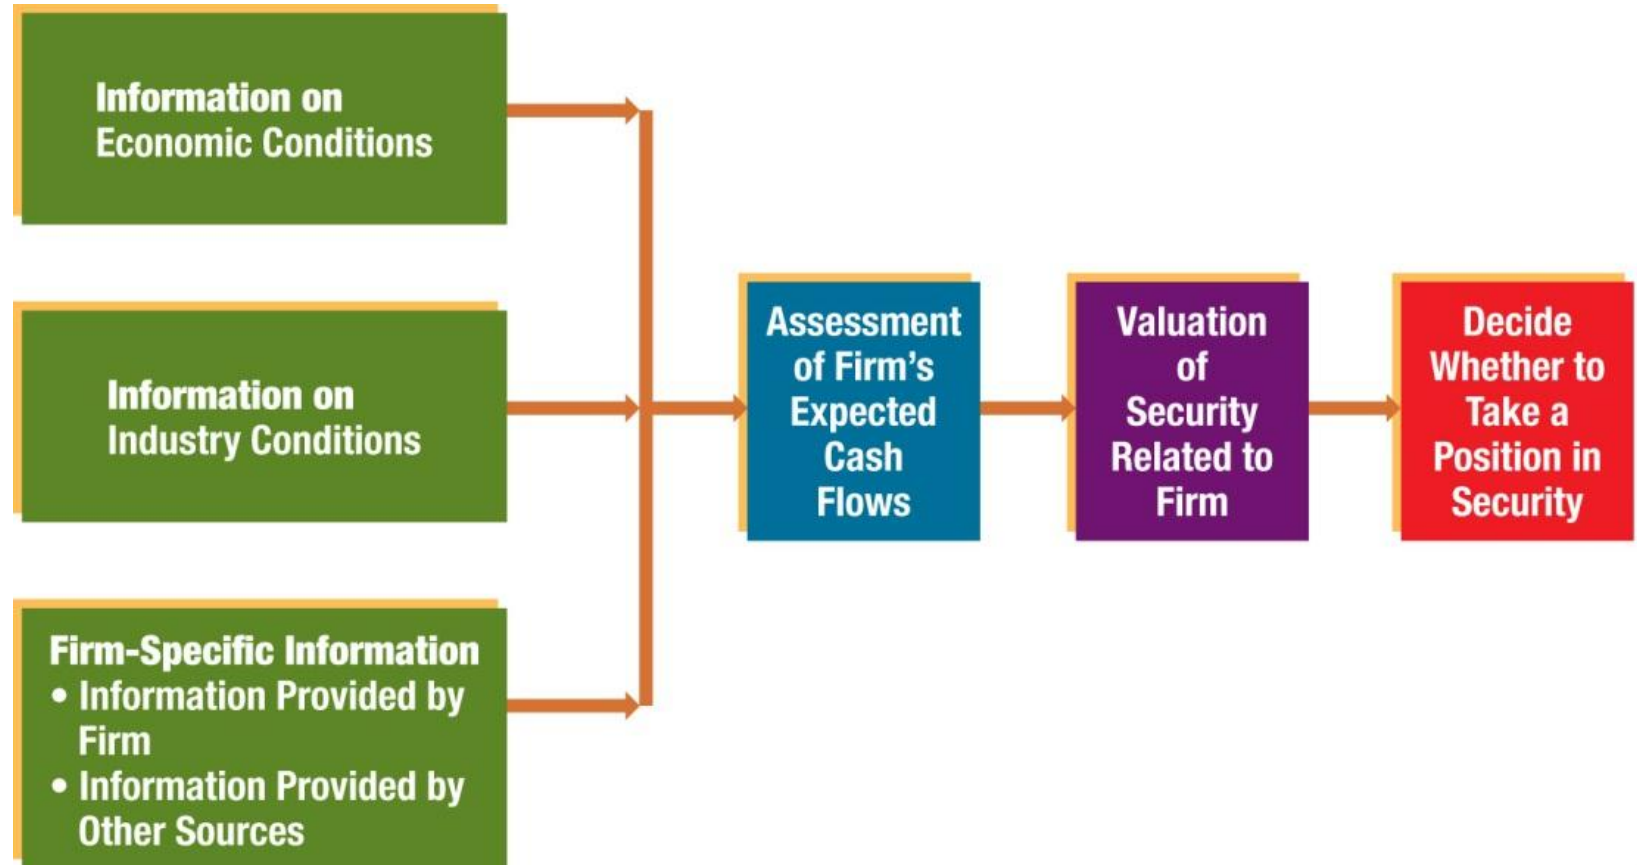 Information on
Economic Conditions
Information on
Industry Conditions
Firm-Specific Information
• Information Provided by
Firm
• Information Provided by
Other Sources
Assessment
of Firm’s
Expected
Cash
Flows
Valuation
of
Security
Related to
Firm
Decide
Whether to
Take a
Position in
Security